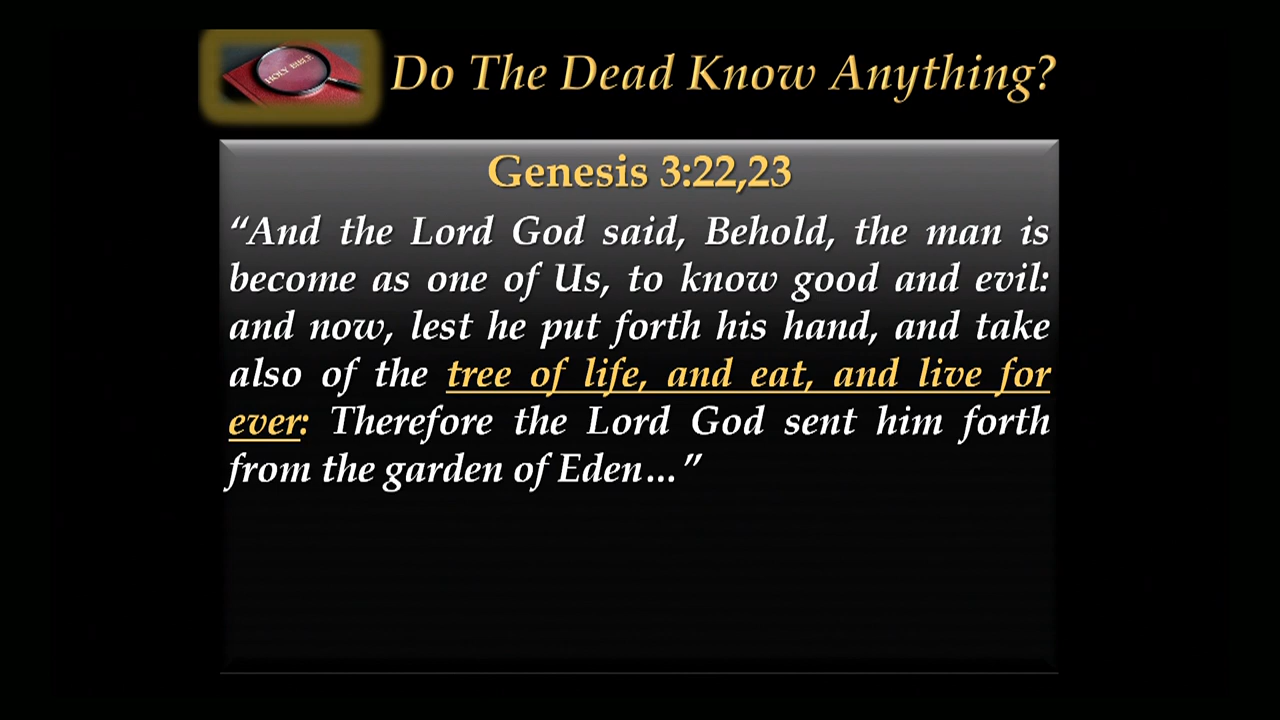 HOLY BIBLE
Do The Dead Know Anything?
Genesis 3:22,23
“And the Lord God said, Behold, the man is
become as one of Us, to know good and evil:
and now, lest he put forth his hand, and take
also of the tree of life, and eat, and live for
ever: Therefore the Lord God sent him forth
from the garden of Eden…”